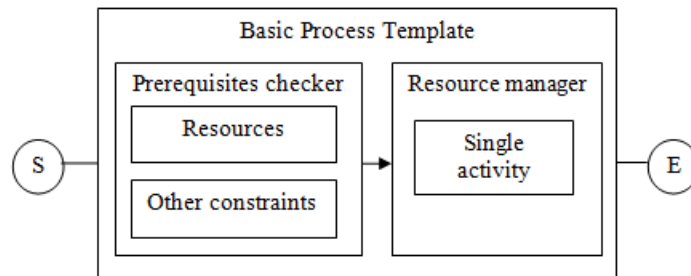 Basic Process Template
Prerequisites checker
Resources
Other constraints
Resource manager
Single
activity
S
E